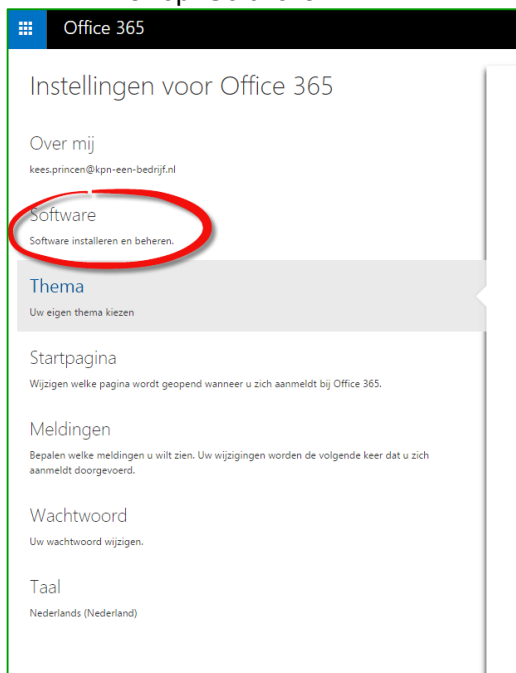 Office 365
Instellingen voor Office 365
Over mij
kees.princen@kpn-een-bedrijf.nl
Software
Software installeren en beheren.
Thema
Uw eigen thema kiezen
Startpagina
Wijzigen welke pagina wordt geopend wanneer u zich aanmeldt bij Office 365.
Meldingen
Bepalen welke meldingen u wilt zien. Uw wijzigingen worden de volgende keer dat u zich
aanmeldt doorgevoerd.
Wachtwoord
Uw wachtwoord wijzigen.
Taal
Nederlands (Nederland)